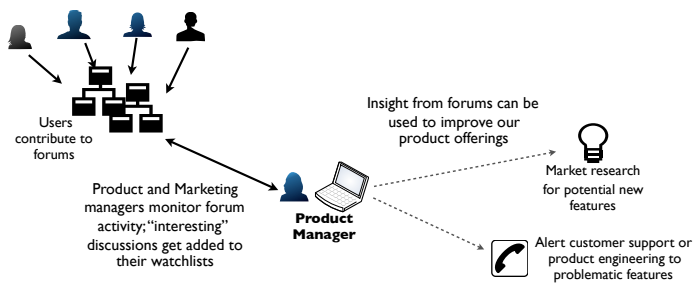 Users
contribute to
forums
Product and Marketing
managers monitor forum
activity; “interesting”
discussions get added to
their watchlists
Product
Manager
Insight from forums can be
used to improve our
product offerings
Market research
for potential new
features
Alert customer support or
product engineering to
problematic features